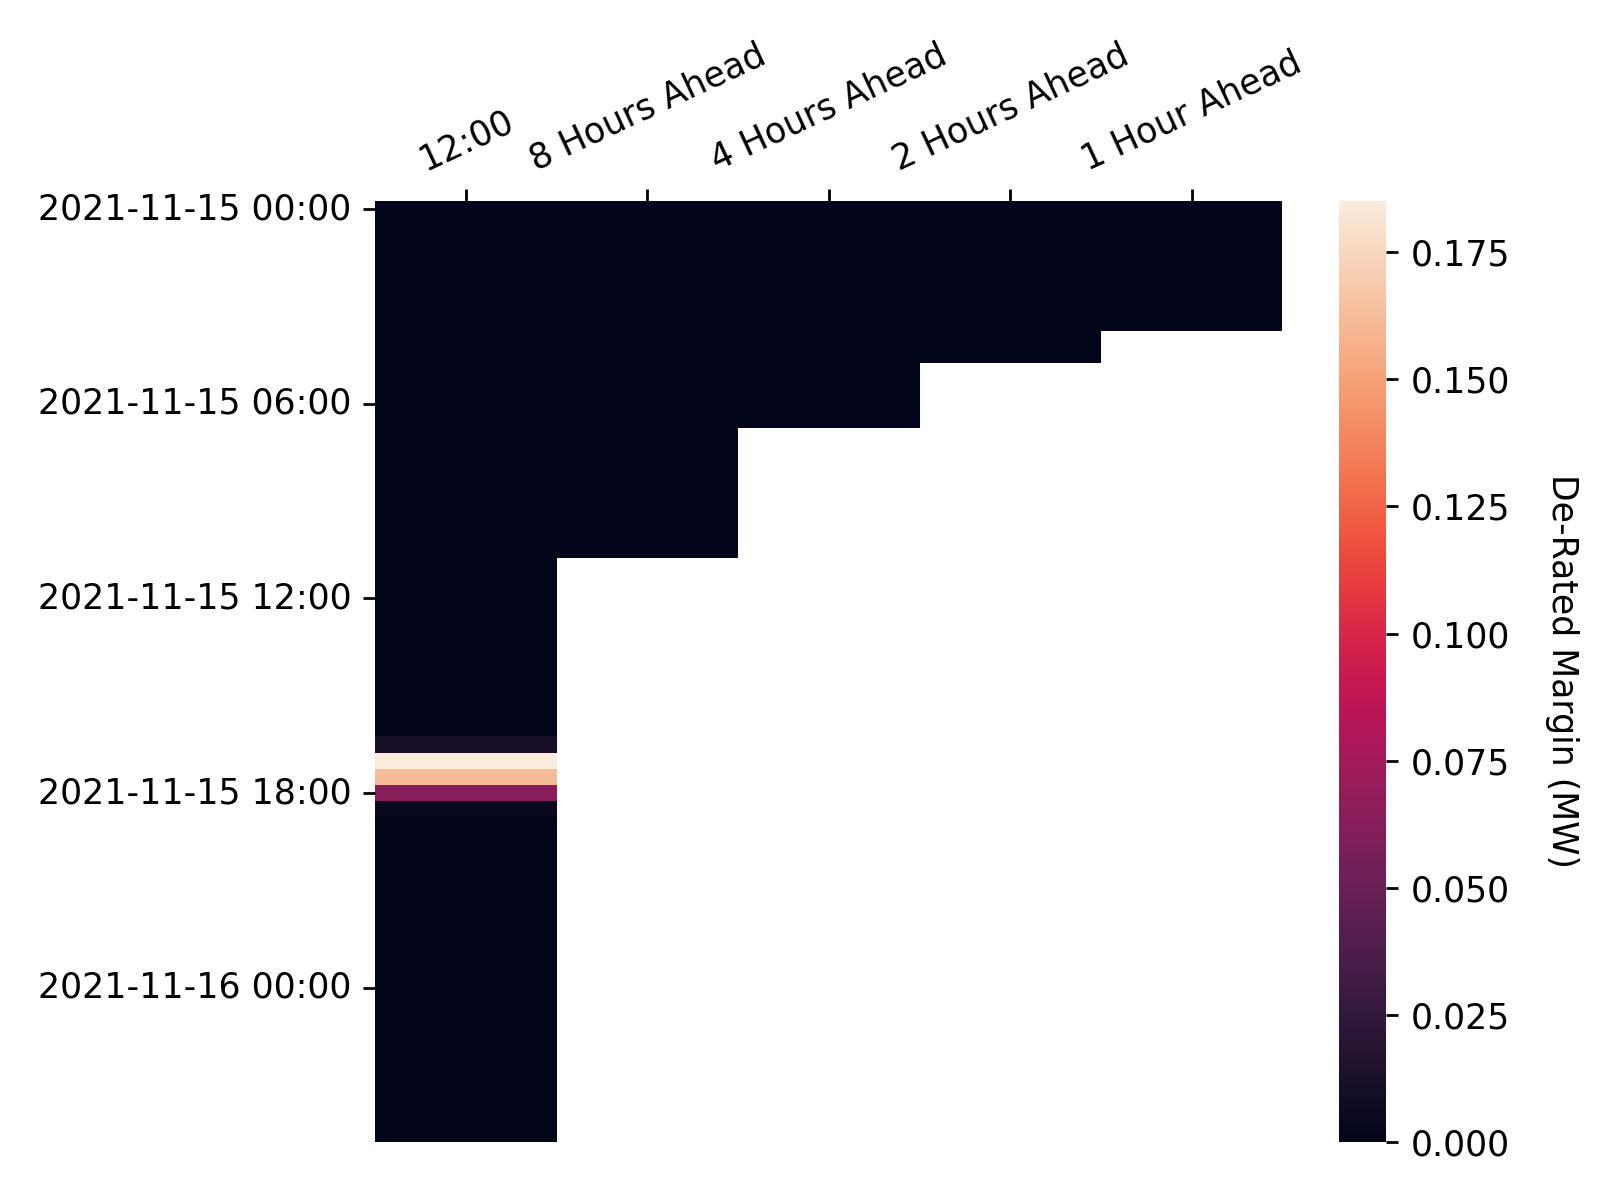 12:00
8 Hours Ahead
4 Hours Ahead
2 Hours Ahead
1 Hour Ahead
2021-11-15 00:00
2021-11-15 06:00
2021-11-15 12:00
2021-11-15 18:00
2021-11-16 00:00
0.175
0.150
0.125
0.100
0.075
0.050
0.025
0.000
De-Rated Margin (MW)